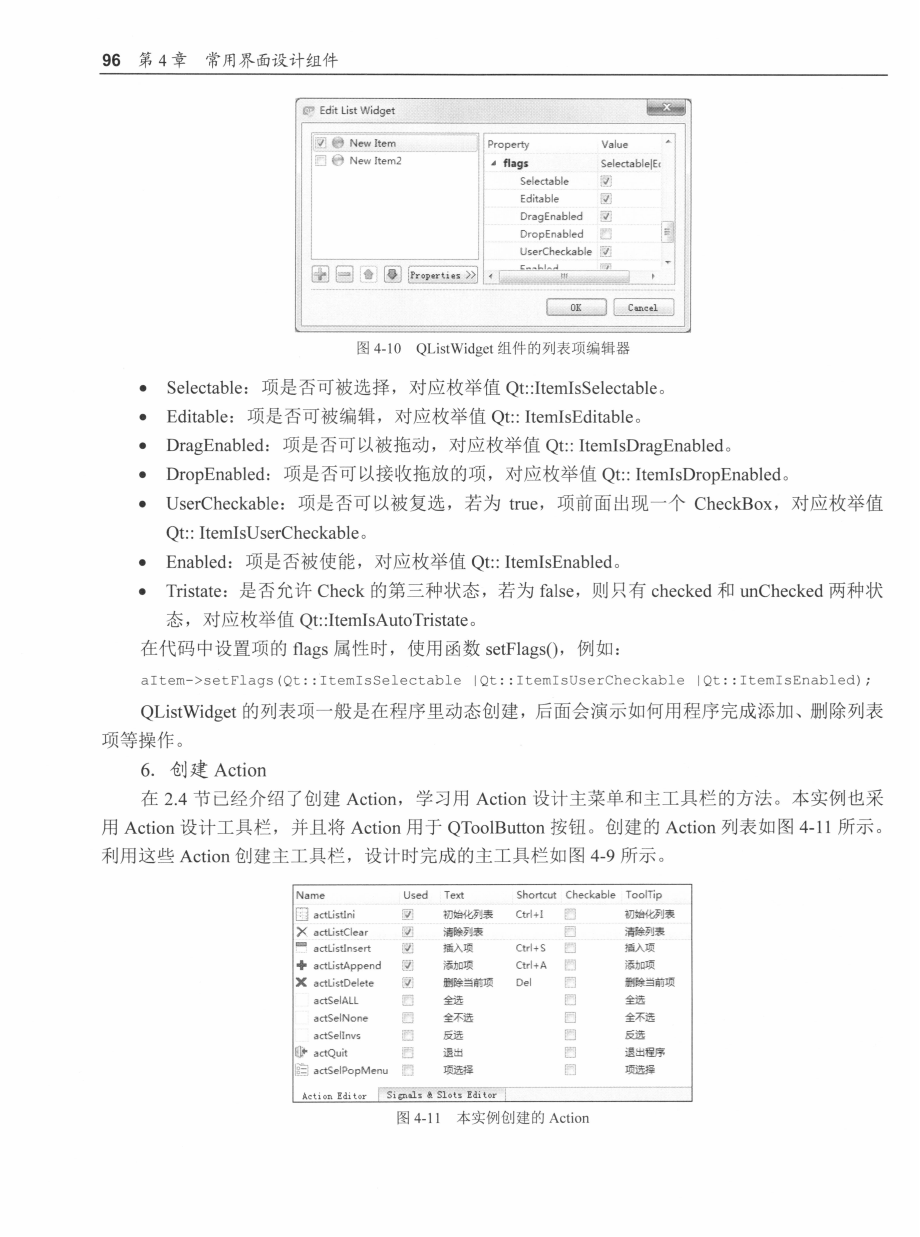 96 第 4 章 常用界面设计组件
Edit List Widget
New Item
New Item2
Property Value
flags Selectable|Ec
Selectable
Editable
DragEnabled
DropEnabled
UserCheckable
Enabled
Properties >>
OK Cancel
图 4-10 QListWidget 组件的列表项编辑器
• Selectable：项是否可被选择，对应枚举值 Qt::ItemIsSelectable。
• Editable：项是否可被编辑，对应枚举值 Qt:: ItemIsEditable。
• DragEnabled：项是否可以被拖动，对应枚举值 Qt:: ItemIsDragEnabled。
• DropEnabled：项是否可以接收拖放的项，对应枚举值 Qt:: ItemIsDropEnabled。
• UserCheckable：项是否可以被复选，若为 true，项前面出现一个 CheckBox，对应枚举值
Qt:: ItemIsUserCheckable。
• Enabled：项是否被使能，对应枚举值 Qt:: ItemIsEnabled。
• Tristate：是否允许 Check 的第三种状态，若为 false，则只有 checked 和 unChecked 两种状
态，对应枚举值 Qt::ItemIsAutoTristate。
在代码中设置项的 flags 属性时，使用函数 setFlags()，例如：
aItem->setFlags(Qt::ItemIsSelectable |Qt::ItemIsUserCheckable |Qt::ItemIsEnabled);
QListWidget 的列表项一般是在程序里动态创建，后面会演示如何用程序完成添加、删除列表
项等操作。
6．创建 Action
在 2.4 节已经介绍了创建 Action，学习用 Action 设计主菜单和主工具栏的方法。本实例也采
用 Action 设计工具栏，并且将 Action 用于 QToolButton 按钮。创建的 Action 列表如图 4-11 所示。
利用这些 Action 创建主工具栏，设计时完成的主工具栏如图 4-9 所示。
Name Used Text Shortcut Checkable ToolTip
actListIni 初始化列表 Ctrl+I 初始化列表
actListClear 清除列表 清除列表
actListInsert 插入项 Ctrl+S 插入项
actListAppend 添加项 Ctrl+A 添加项
actListDelete 删除当前项 Del 删除当前项
actSelALL 全选 全选
actSelNone 全不选 全不选
actSelInvs 反选 反选
actQuit 退出 退出程序
actSelPopMenu 项选择 项选择
Action Editor Signals & Slots Editor
图 4-11 本实例创建的 Action